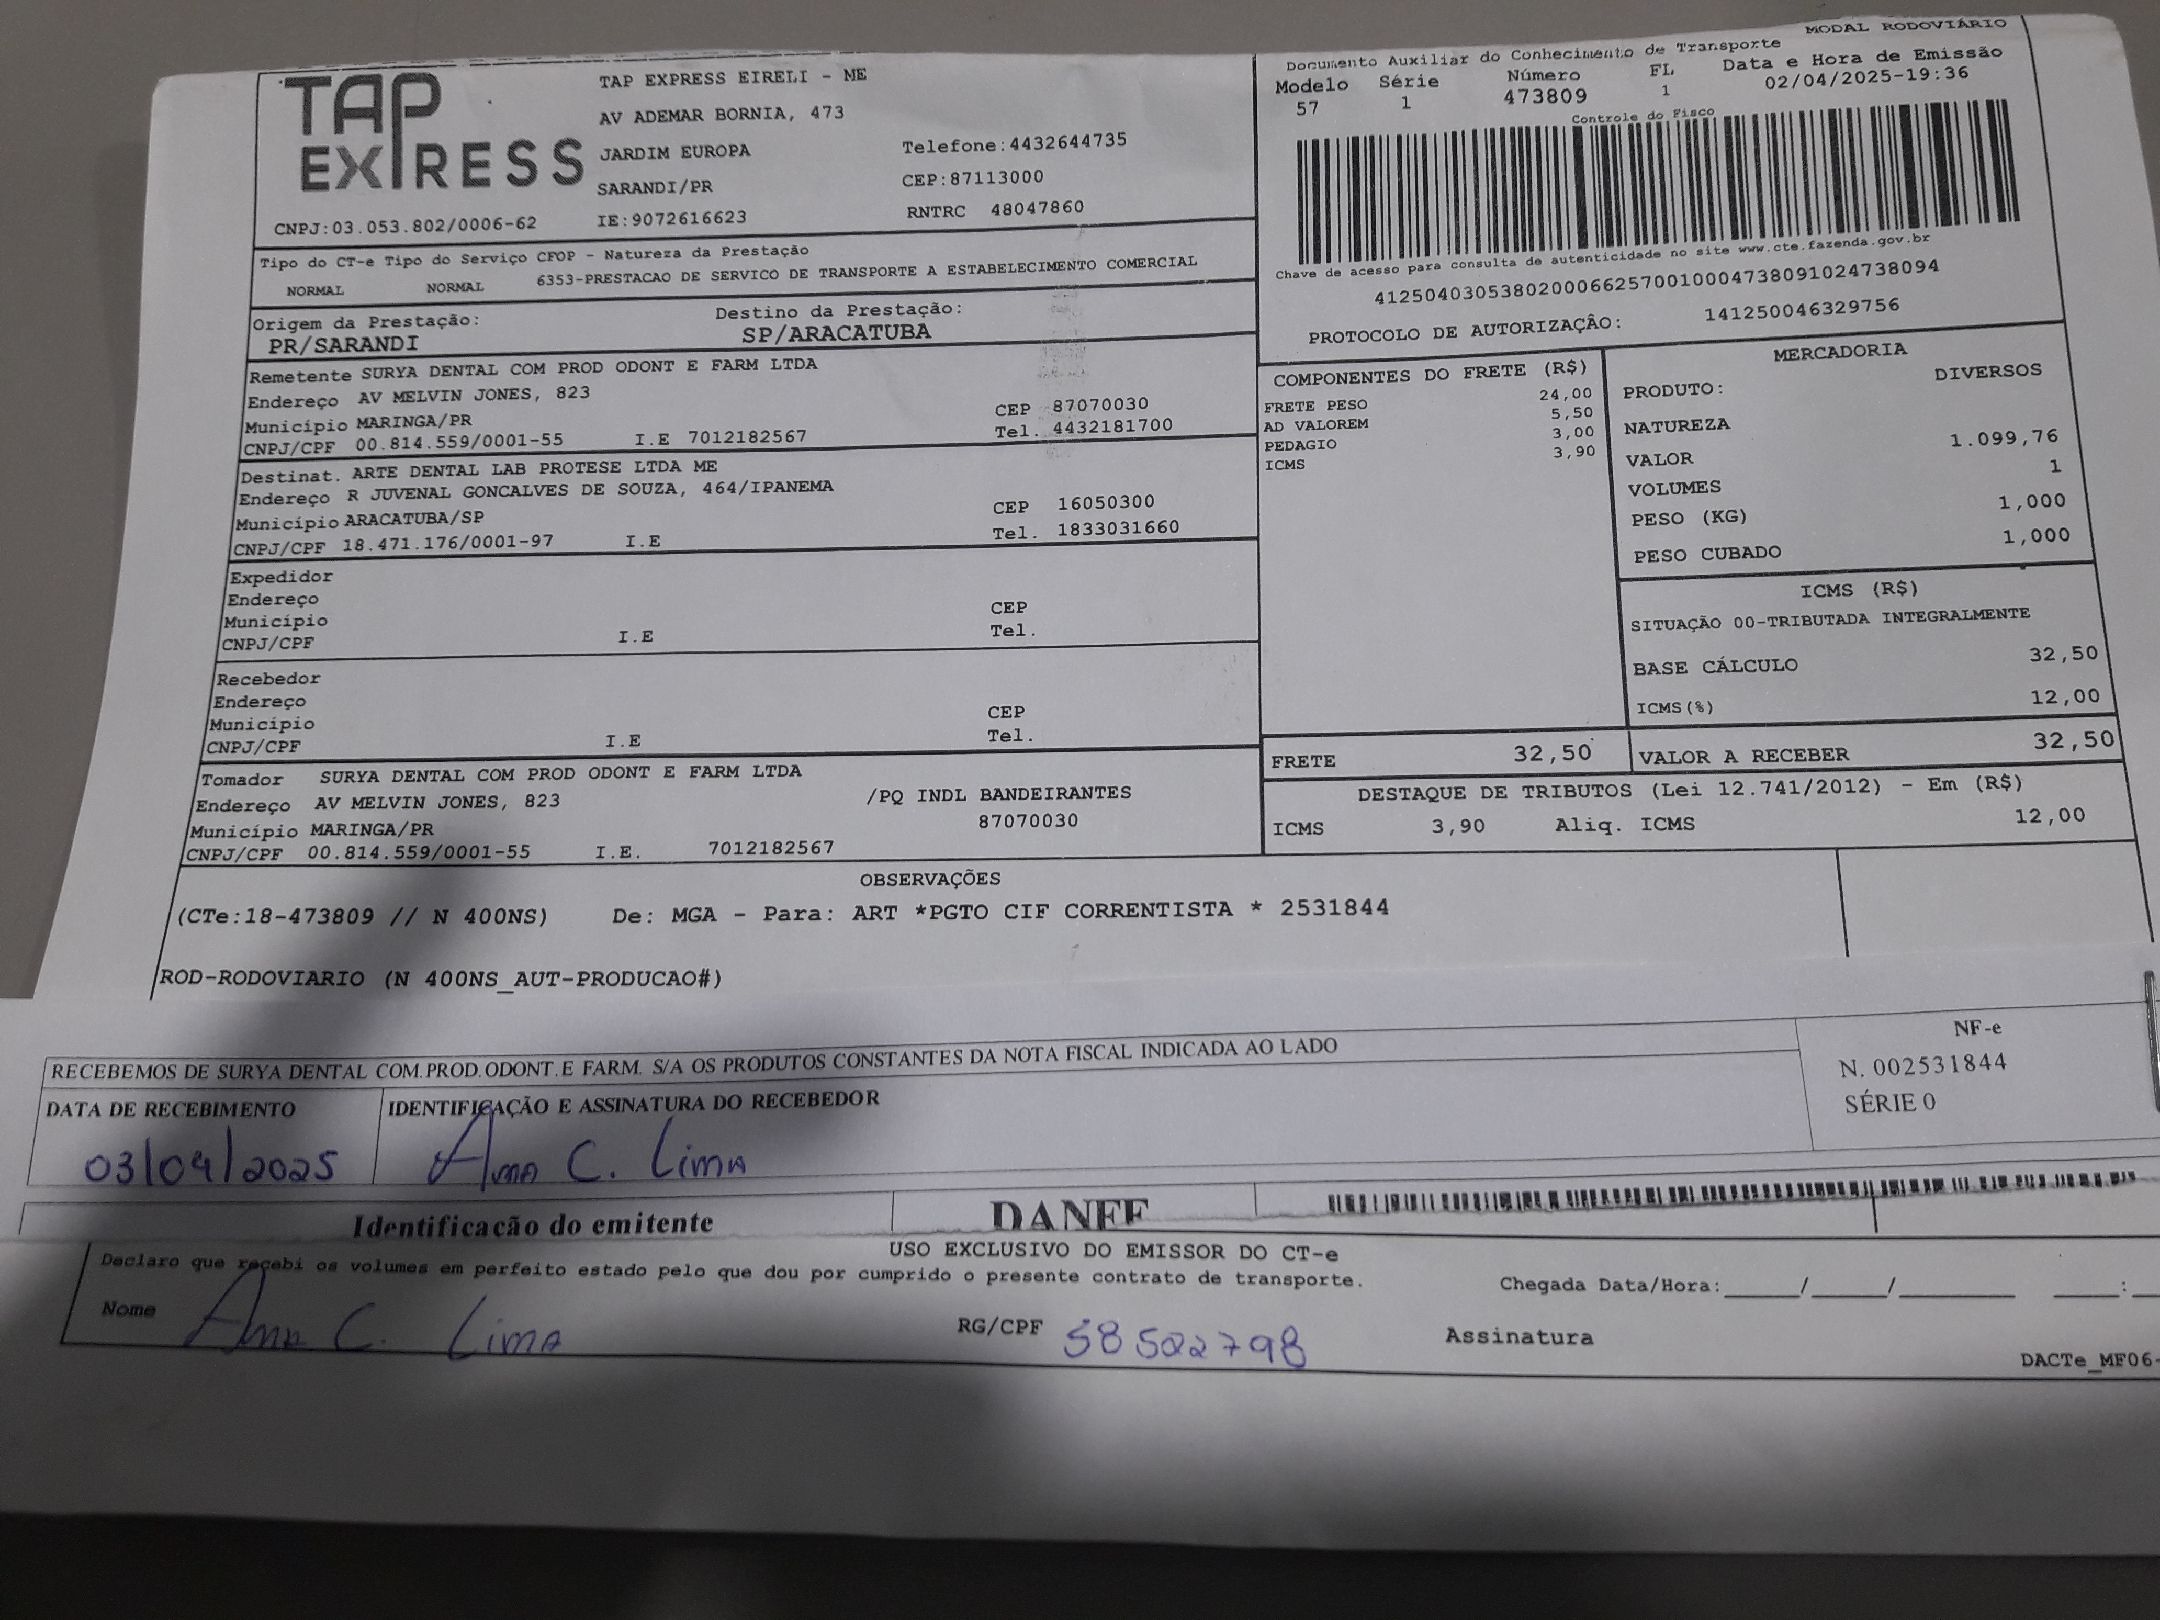 MODAL RODOVIÁRIO
TAP EXPRESS
TAP EXPRESS EIRELI - ME
AV ADEMAR BORNIA, 473
JARDIM EUROPA Telefone:4432644735
SARANDI/PR CEP:87113000
CNPJ:03.053.802/0006-62 IE:9072616623 RNTRC 48047860
Documento Auxiliar do Conhecimento de Transporte
Modelo Série Número FL Data e Hora de Emissão
57 1 473809 1 02/04/2025-19:36
Controle do Fisco
Chave de acesso para consulta de autenticidade no site www.cte.fazenda.gov.br
41250403053802000662570010004738091024738094
PROTOCOLO DE AUTORIZAÇÂO: 141250046329756
Tipo do CT-e Tipo do Serviço CFOP - Natureza da Prestação
NORMAL NORMAL 6353-PRESTACAO DE SERVICO DE TRANSPORTE A ESTABELECIMENTO COMERCIAL
Origem da Prestação: Destino da Prestação:
PR/SARANDI SP/ARACATUBA
Remetente SURYA DENTAL COM PROD ODONT E FARM LTDA
Endereço AV MELVIN JONES, 823
Município MARINGA/PR CEP 87070030
CNPJ/CPF 00.814.559/0001-55 I.E 7012182567 Tel. 4432181700
Destinat. ARTE DENTAL LAB PROTESE LTDA ME
Endereço R JUVENAL GONCALVES DE SOUZA, 464/IPANEMA
Município ARACATUBA/SP CEP 16050300
CNPJ/CPF 18.471.176/0001-97 I.E Tel. 1833031660
Expedidor
Endereço
Município CEP
CNPJ/CPF I.E Tel.
Recebedor
Endereço
Município CEP
CNPJ/CPF I.E Tel.
Tomador SURYA DENTAL COM PROD ODONT E FARM LTDA
Endereço AV MELVIN JONES, 823 /PQ INDL BANDEIRANTES
Município MARINGA/PR 87070030
CNPJ/CPF 00.814.559/0001-55 I.E. 7012182567
COMPONENTES DO FRETE (R$)
FRETE PESO 24,00
AD VALOREM 5,50
PEDAGIO 3,00
ICMS 3,90
MERCADORIA
PRODUTO: DIVERSOS
NATUREZA
VALOR 1.099,76
VOLUMES 1
PESO (KG) 1,000
PESO CUBADO 1,000
ICMS (R$)
SITUAÇÃO 00-TRIBUTADA INTEGRALMENTE
BASE CÁLCULO 32,50
ICMS(%) 12,00
FRETE 32,50 VALOR A RECEBER 32,50
DESTAQUE DE TRIBUTOS (Lei 12.741/2012) - Em (R$)
ICMS 3,90 Aliq. ICMS 12,00
OBSERVAÇÕES
(CTe:18-473809 // N 400NS) De: MGA - Para: ART *PGTO CIF CORRENTISTA * 2531844
ROD-RODOVIARIO (N 400NS_AUT-PRODUCAO#)
RECEBEMOS DE SURYA DENTAL COM.PROD.ODONT.E FARM. S/A OS PRODUTOS CONSTANTES DA NOTA FISCAL INDICADA AO LADO
NF-e
N. 002531844
SÉRIE 0
DATA DE RECEBIMENTO IDENTIFICAÇÃO E ASSINATURA DO RECEBEDOR
03/04/2025 Ana C. Lima
Identificação do emitente DANFE
USO EXCLUSIVO DO EMISSOR DO CT-e
Declaro que recebi os volumes em perfeito estado pelo que dou por cumprido o presente contrato de transporte.
Chegada Data/Hora:_____/_____/________ _____:
Nome Ana C. Lima RG/CPF 58502798 Assinatura
DACTe_MF06-